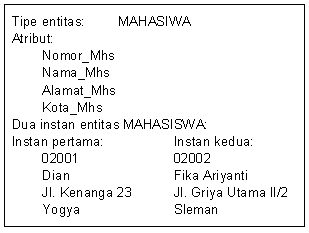 Tipe entitas: MAHASIWA
Atribut:
Nomor_Mhs
Nama_Mhs
Alamat_Mhs
Kota_Mhs
Dua instan entitas MAHASISWA:
Instan pertama: Instan kedua:
02001 02002
Dian Fika Ariyanti
Jl. Kenanga 23 Jl. Griya Utama II/2
Yogya Sleman